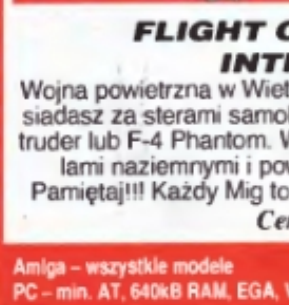 FLIGHT O
INT
Wojna powietrzna w Wiet
siadasz za sterami samol
truder lub F-4 Phantom. W
lami naziemnymi i pow
Pamiętaj!!! Każdy Mig to
Cen
Amiga – wszystkie modele
PC – min. AT, 640kB RAM, EGA, V